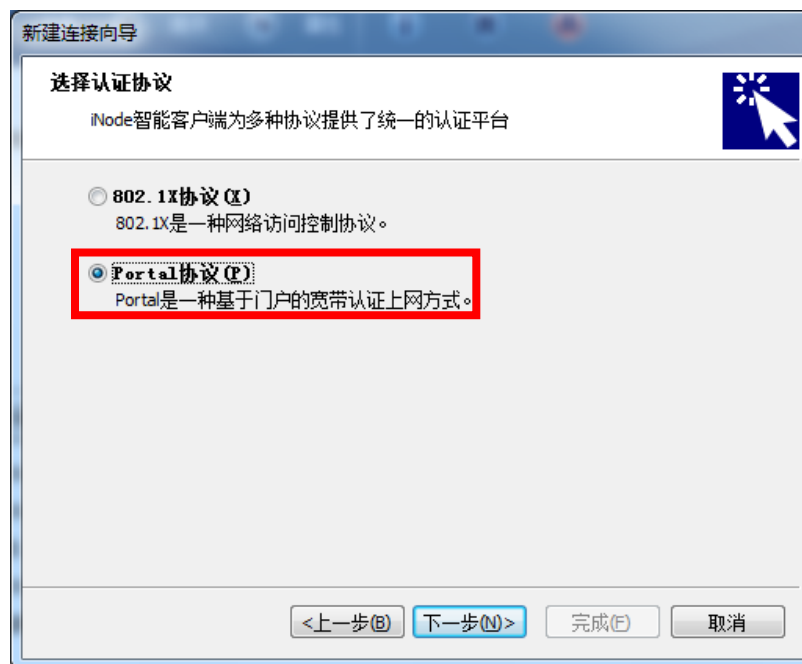 新建连接向导
选择认证协议
iNode智能客户端为多种协议提供了统一的认证平台
802.1X协议(X)
802.1X是一种网络访问控制协议。
Portal协议(P)
Portal是一种基于门户的宽带认证上网方式。
<上一步(B) 下一步(N)> 完成(F) 取消